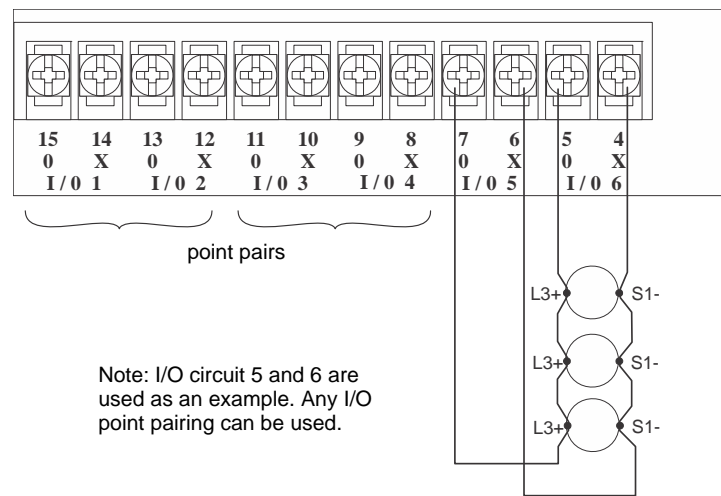 15 14 13 12 11 10 9 8 7 6 5 4
0 X 0 X 0 X 0 X 0 X 0 X
I / 0 1 I / 0 2 I / 0 3 I / 0 4 I / 0 5 I / 0 6
point pairs
L3+ S1-
L3+ S1-
Note: I/O circuit 5 and 6 are
used as an example. Any I/O
point pairing can be used.
L3+ S1-